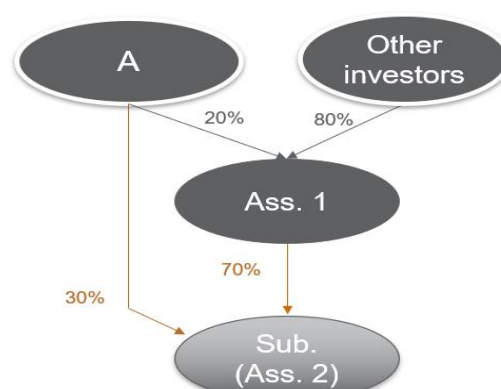 A
Other
investors
20%
80%
Ass. 1
70%
30%
Sub.
(Ass. 2)